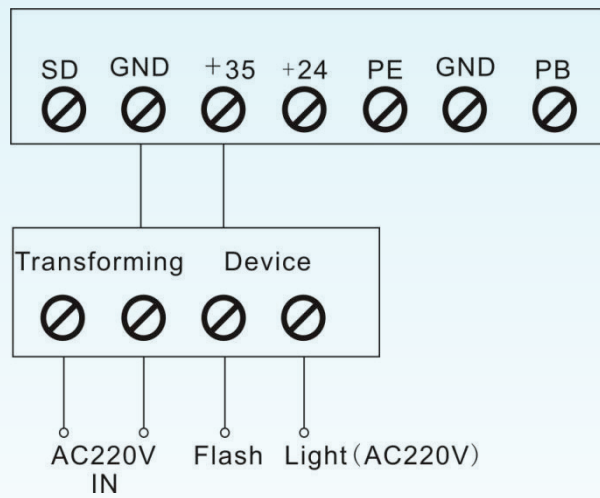 SD GND +35 +24 PE GND PB
Transforming Device
AC220V Flash Light(AC220V)
IN